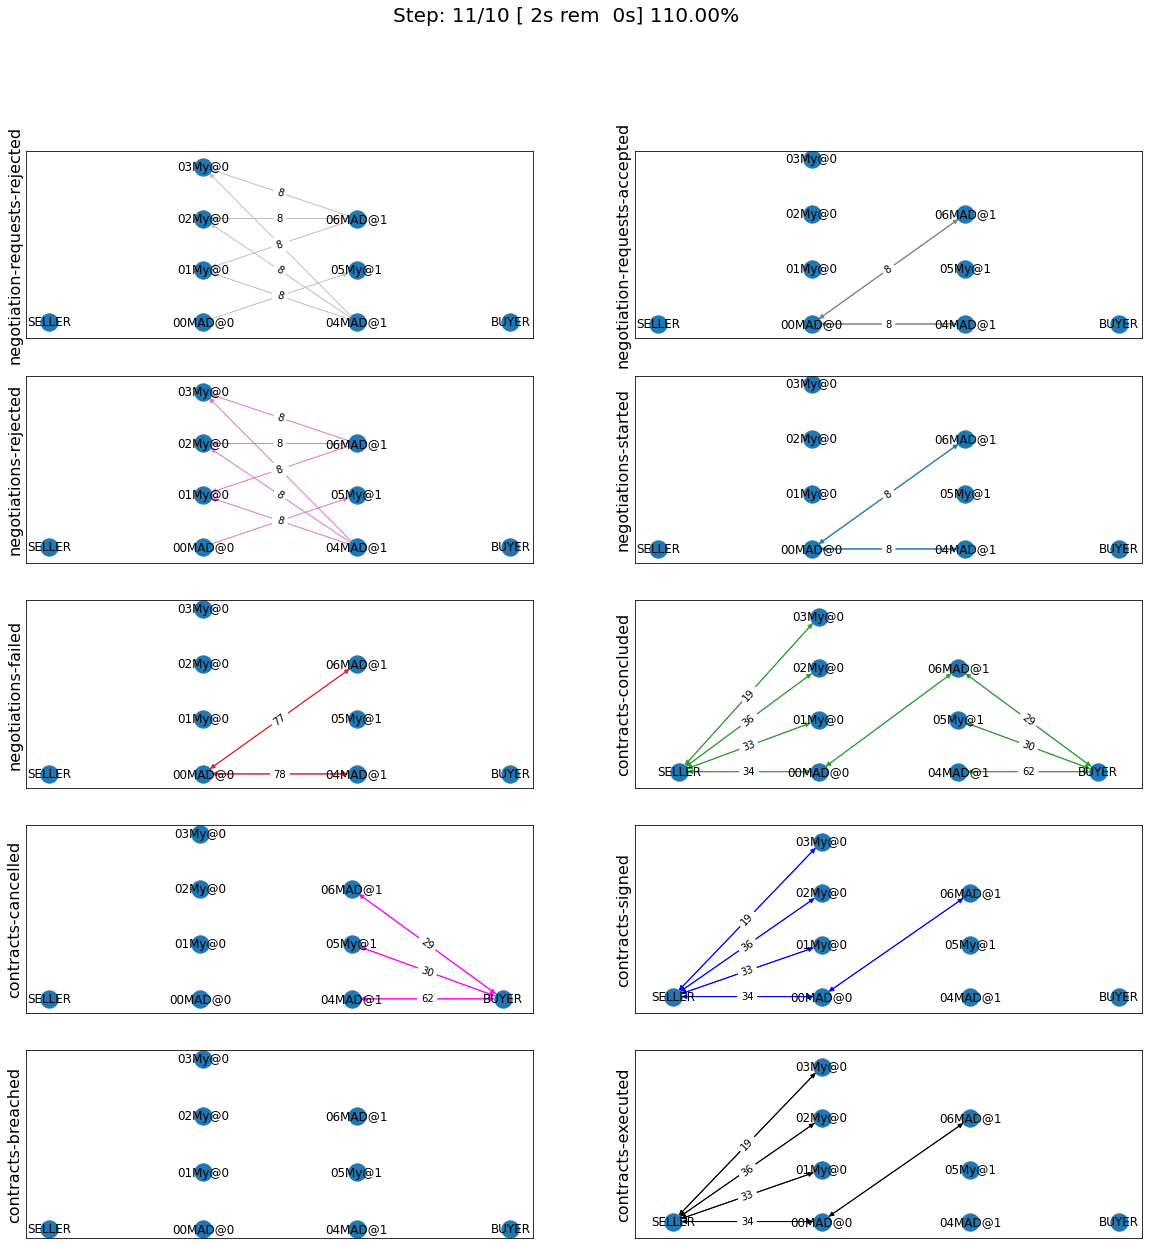 Step: 11/10 [ 2s rem  0s] 110.00%
negotiation-requests-rejected
03My@0
8
02My@0
8
06MAD@1
8
01My@0
8
05My@1
8
SELLER
00MAD@0
04MAD@1
BUYER
negotiation-requests-accepted
03My@0
02My@0
06MAD@1
01My@0
8
05My@1
SELLER
00MAD@0
8
04MAD@1
BUYER
negotiations-rejected
03My@0
8
02My@0
8
06MAD@1
8
01My@0
8
05My@1
8
SELLER
00MAD@0
04MAD@1
BUYER
negotiations-started
03My@0
02My@0
06MAD@1
01My@0
8
05My@1
SELLER
00MAD@0
8
04MAD@1
BUYER
negotiations-failed
03My@0
02My@0
06MAD@1
01My@0
77
05My@1
SELLER
00MAD@0
78
04MAD@1
BUYER
contracts-concluded
03My@0
19
02My@0
06MAD@1
36
01My@0
05My@1
29
33
30
SELLER
34
00MAD@0
04MAD@1
62
BUYER
contracts-cancelled
03My@0
02My@0
06MAD@1
01My@0
05My@1
29
30
SELLER
00MAD@0
04MAD@1
62
BUYER
contracts-signed
03My@0
19
02My@0
06MAD@1
36
01My@0
05My@1
33
SELLER
34
00MAD@0
04MAD@1
BUYER
contracts-breached
03My@0
02My@0
06MAD@1
01My@0
05My@1
SELLER
00MAD@0
04MAD@1
BUYER
contracts-executed
03My@0
19
02My@0
06MAD@1
36
01My@0
05My@1
33
SELLER
34
00MAD@0
04MAD@1
BUYER